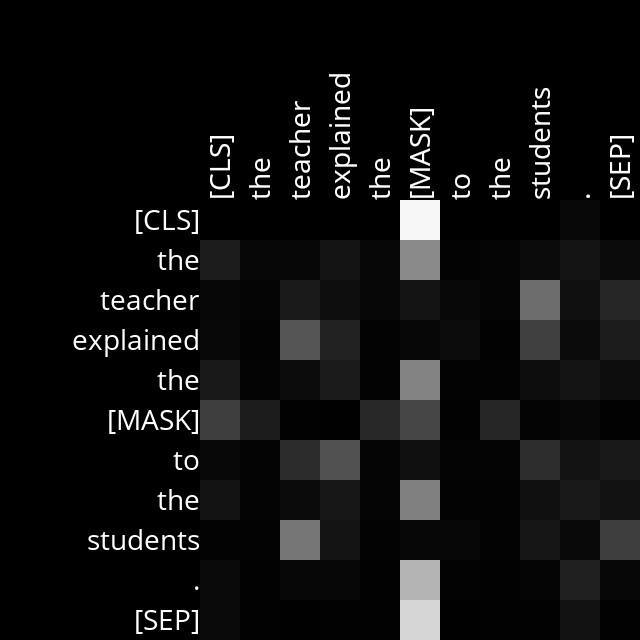 [CLS] the teacher explained the [MASK] to the students . [SEP]
[CLS]
the
teacher
explained
the
[MASK]
to
the
students
.
[SEP]